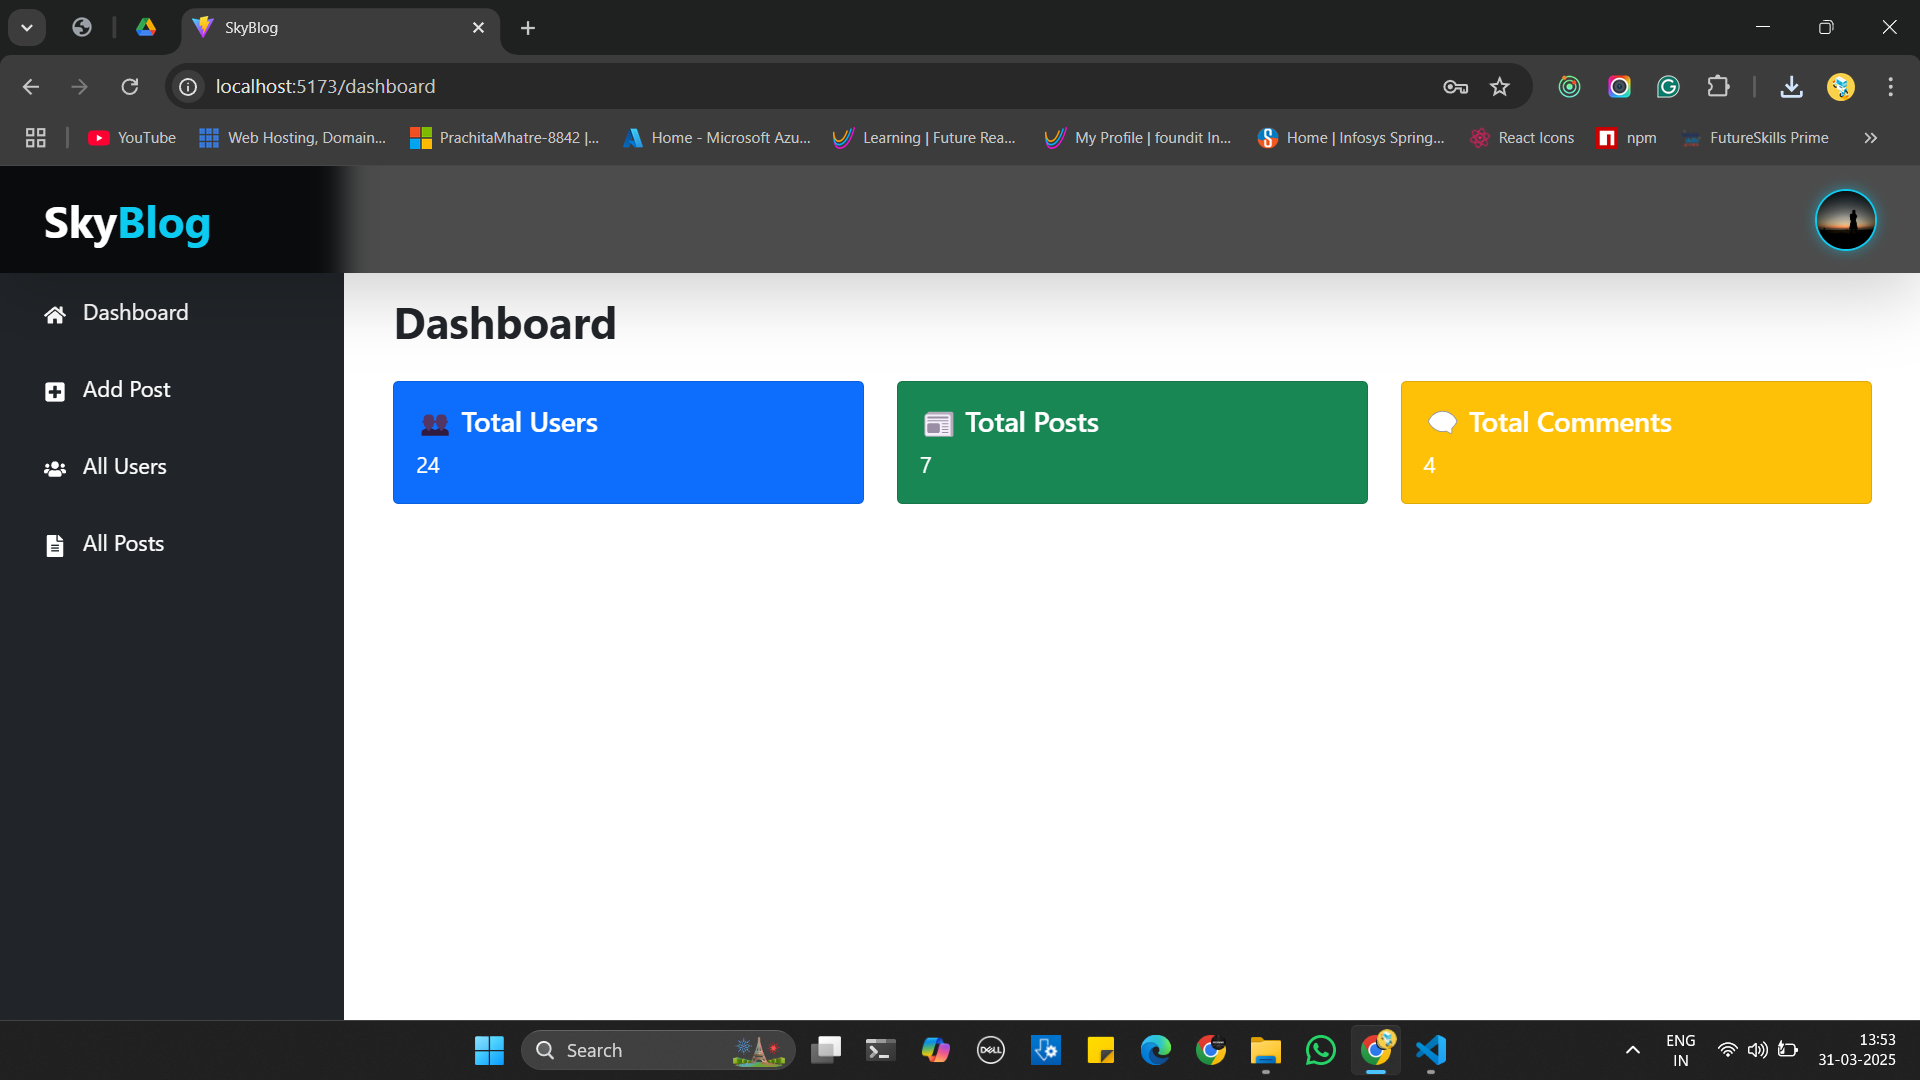 SkyBlog
localhost:5173/dashboard
YouTube
Web Hosting, Domain...
PrachitaMhatre-8842 |...
Home - Microsoft Azu...
Learning | Future Rea...
My Profile | foundit In...
Home | Infosys Spring...
React Icons
npm
FutureSkills Prime
SkyBlog
Dashboard
Add Post
All Users
All Posts
Dashboard
Total Users
24
Total Posts
7
Total Comments
4
Search
DELL
ENG
IN
13:53
31-03-2025